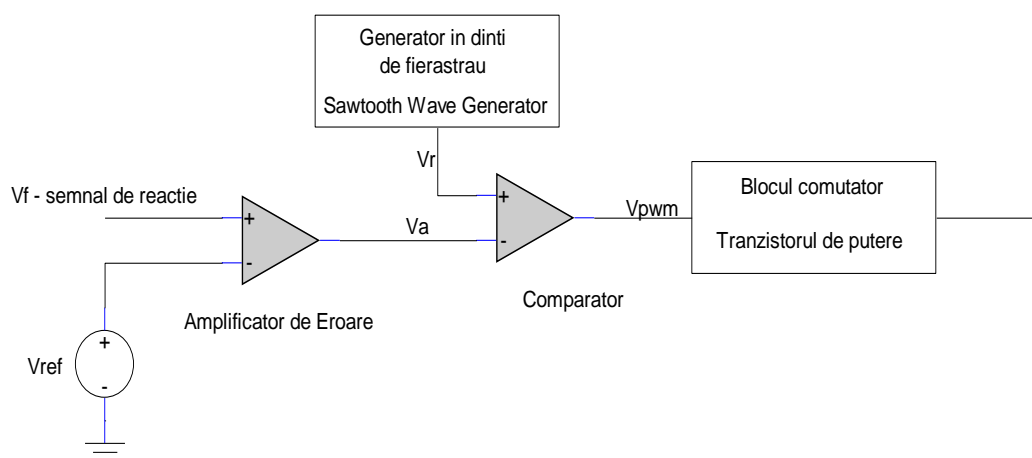 Generator in dinti
de fierastrau
Sawtooth Wave Generator
Vr
Vf - semnal de reactie
+
-
Va
+
-
Vpwm
Blocul comutator
Tranzistorul de putere
Comparator
Amplificator de Eroare
Vref
+
-